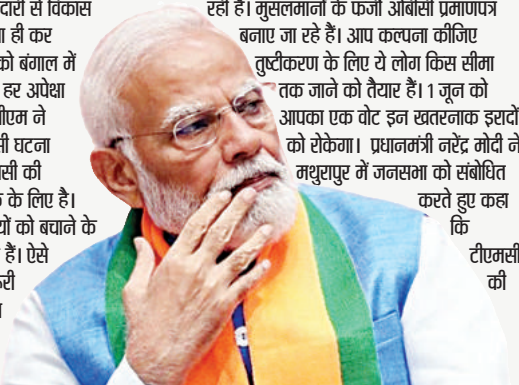 दारी से विकास
ा ही कर
को बंगाल में
हर अपेक्षा
ीएम ने
सी घटना
सी की
के लिए है।
यों को बचाने के
हैं। ऐसे
री
रही है। मुसलमानों के फर्जी ओबीसी प्रमाणपत्र
बनाए जा रहे हैं। आप कल्पना कीजिए
तुष्टीकरण के लिए ये लोग किस सीमा
तक जाने को तैयार हैं। 1 जून को
आपका एक वोट इन खतरनाक इरादों
को रोकेगा। प्रधानमंत्री नरेंद्र मोदी ने
मथुरापुर में जनसभा को संबोधित
करते हुए कहा
कि
टीएमसी
की